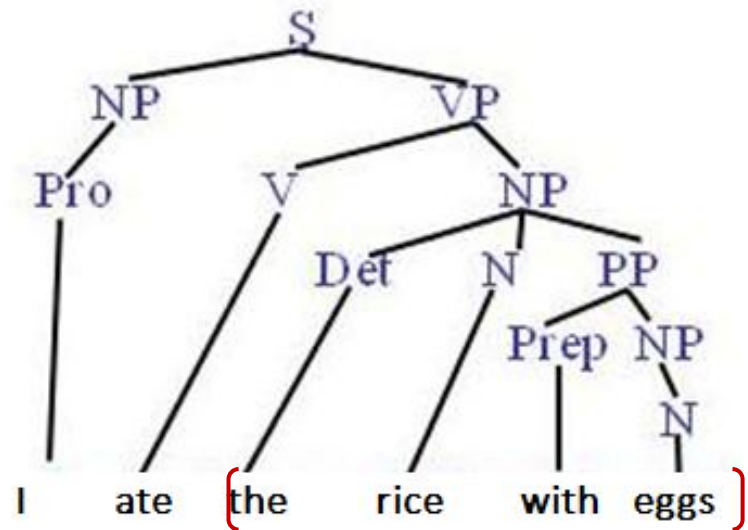 S
NP VP
Pro V NP
Det N PP
Prep NP
N
I ate the rice with eggs